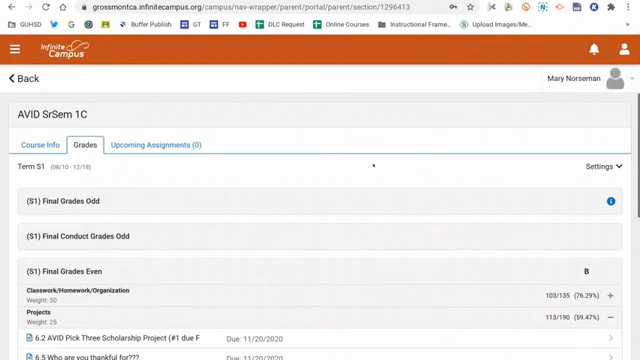 grossmontca.infinitecampus.org/campus/nav-wrapper/parent/portal/parent/section/1296413
GUHSD
Buffer Publish
GT
FF
DLC Request
Online Courses
Instructional Frame...
Upload Images/Me...
Infinite
Campus
Back
Mary Norseman
AVID SrSem 1C
Course Info
Grades
Upcoming Assignments (0)
Term S1 (08/10 - 12/18)
Settings
(S1) Final Grades Odd
(S1) Final Conduct Grades Odd
(S1) Final Grades Even B
Classwork/Homework/Organization
Weight: 50
103/135 (76.29%) +
Projects
Weight: 25
113/190 (59.47%) −
6.2 AVID Pick Three Scholarship Project (#1 due F Due: 11/20/2020
6.5 Who are you thankful for??? Due: 11/20/2020